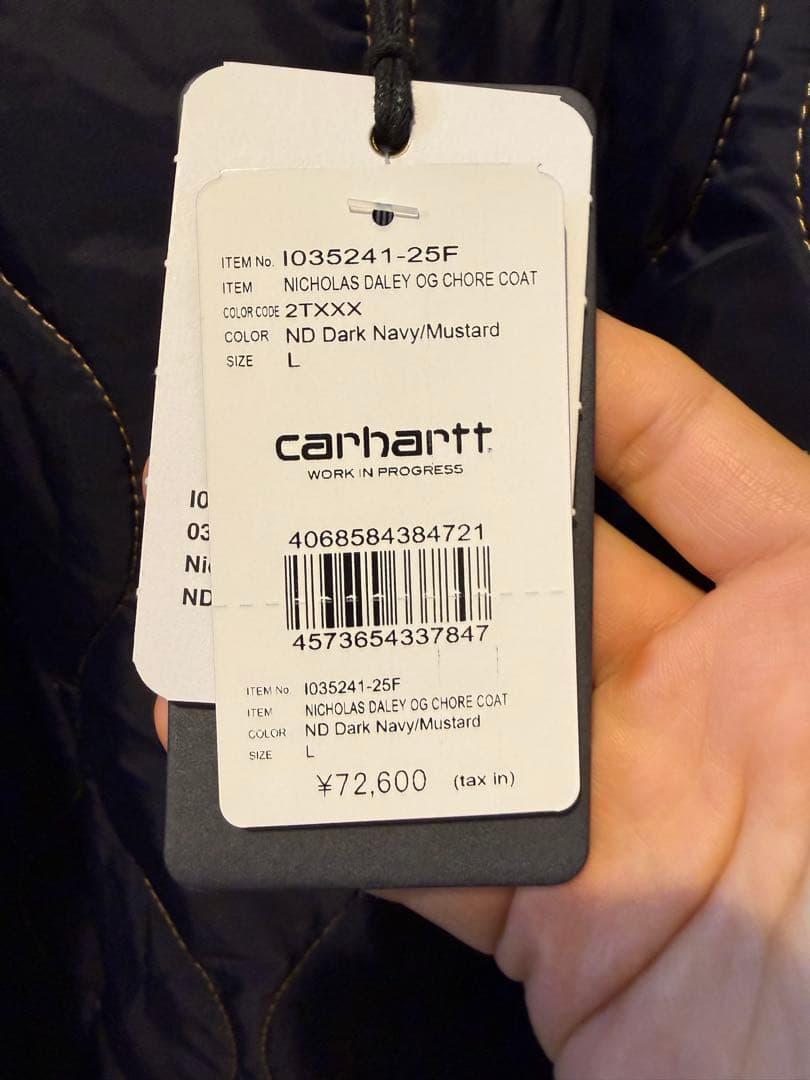 ITEM No. I035241-25F
ITEM NICHOLAS DALEY OG CHORE COAT
COLOR CODE 2TXXX
COLOR ND Dark Navy/Mustard
SIZE L
carhartt.
WORK IN PROGRESS
I0
03
Ni
ND
4068584384721
4573654337847
ITEM No. I035241-25F
ITEM NICHOLAS DALEY OG CHORE COAT
COLOR ND Dark Navy/Mustard
SIZE L
¥72,600 (tax in)